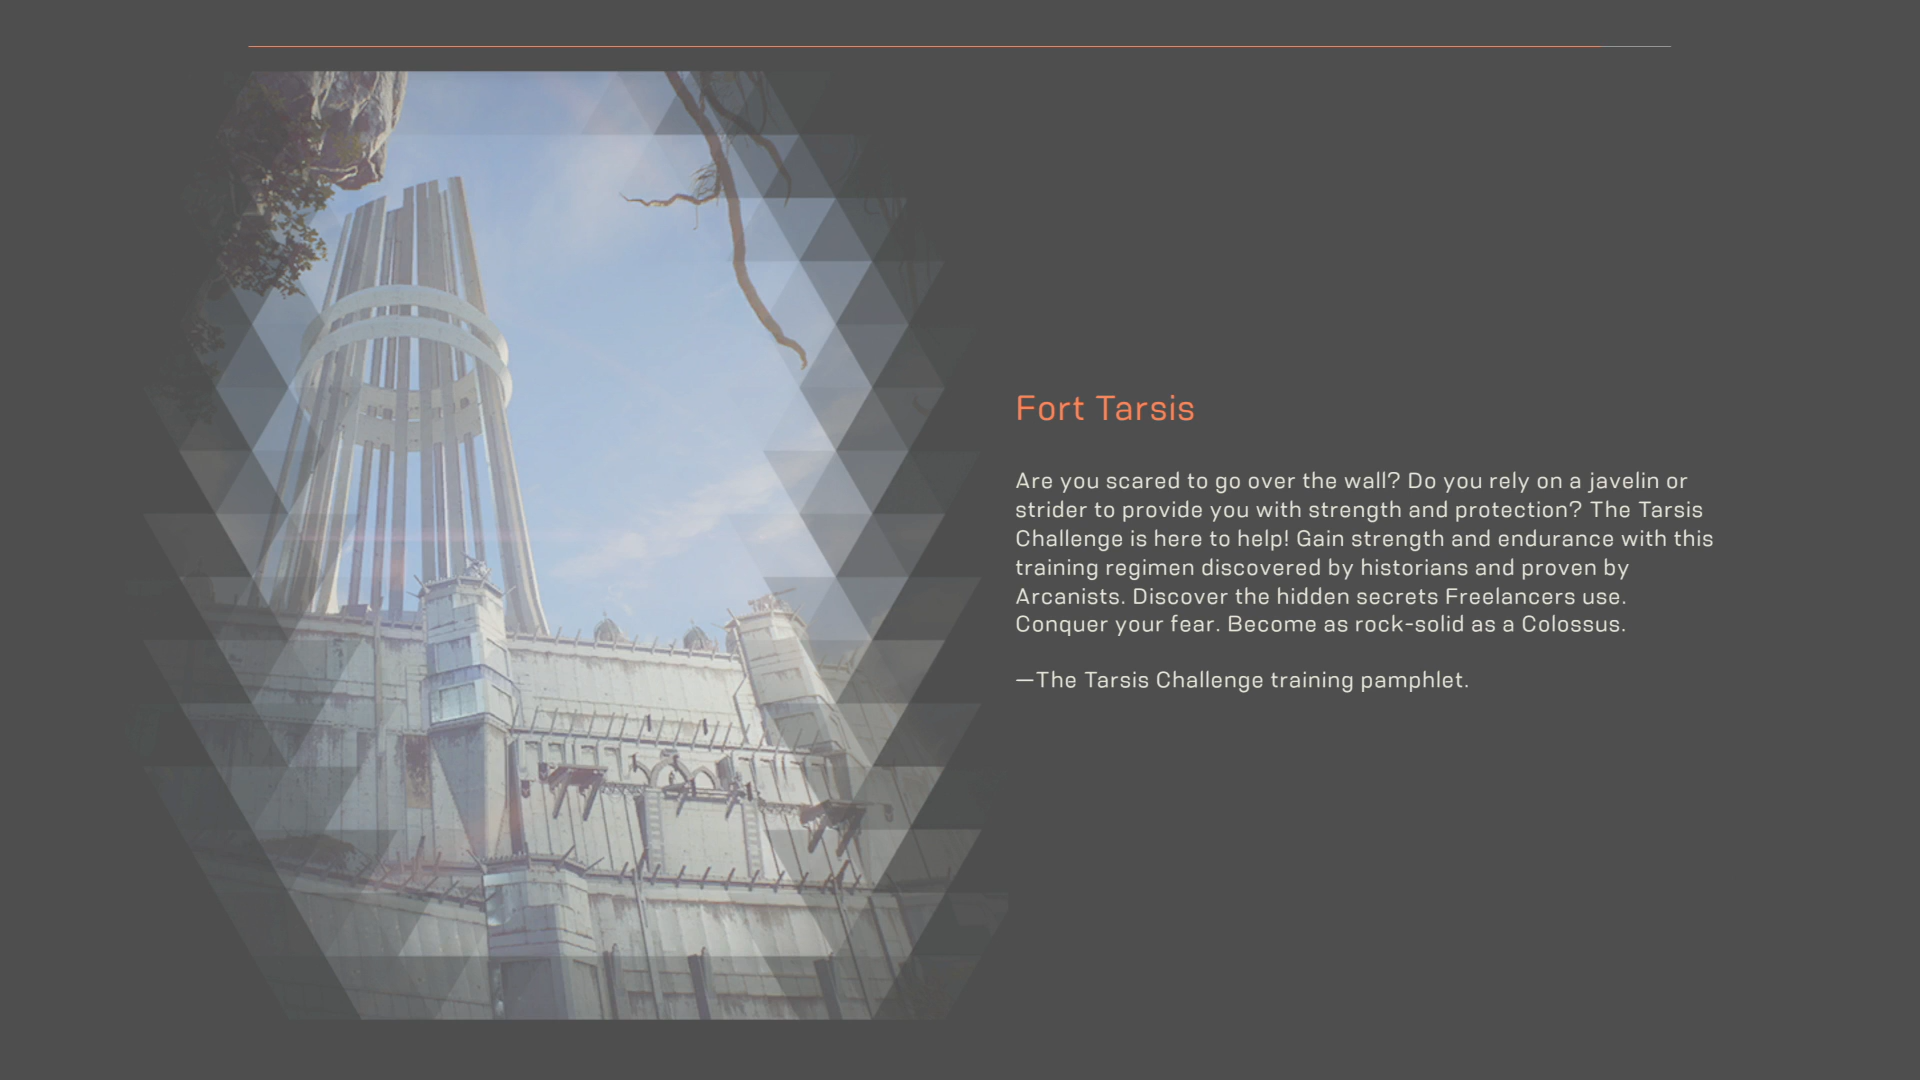 Fort Tarsis
Are you scared to go over the wall? Do you rely on a javelin or
strider to provide you with strength and protection? The Tarsis
Challenge is here to help! Gain strength and endurance with this
training regimen discovered by historians and proven by
Arcanists. Discover the hidden secrets Freelancers use.
Conquer your fear. Become as rock-solid as a Colossus.
—The Tarsis Challenge training pamphlet.